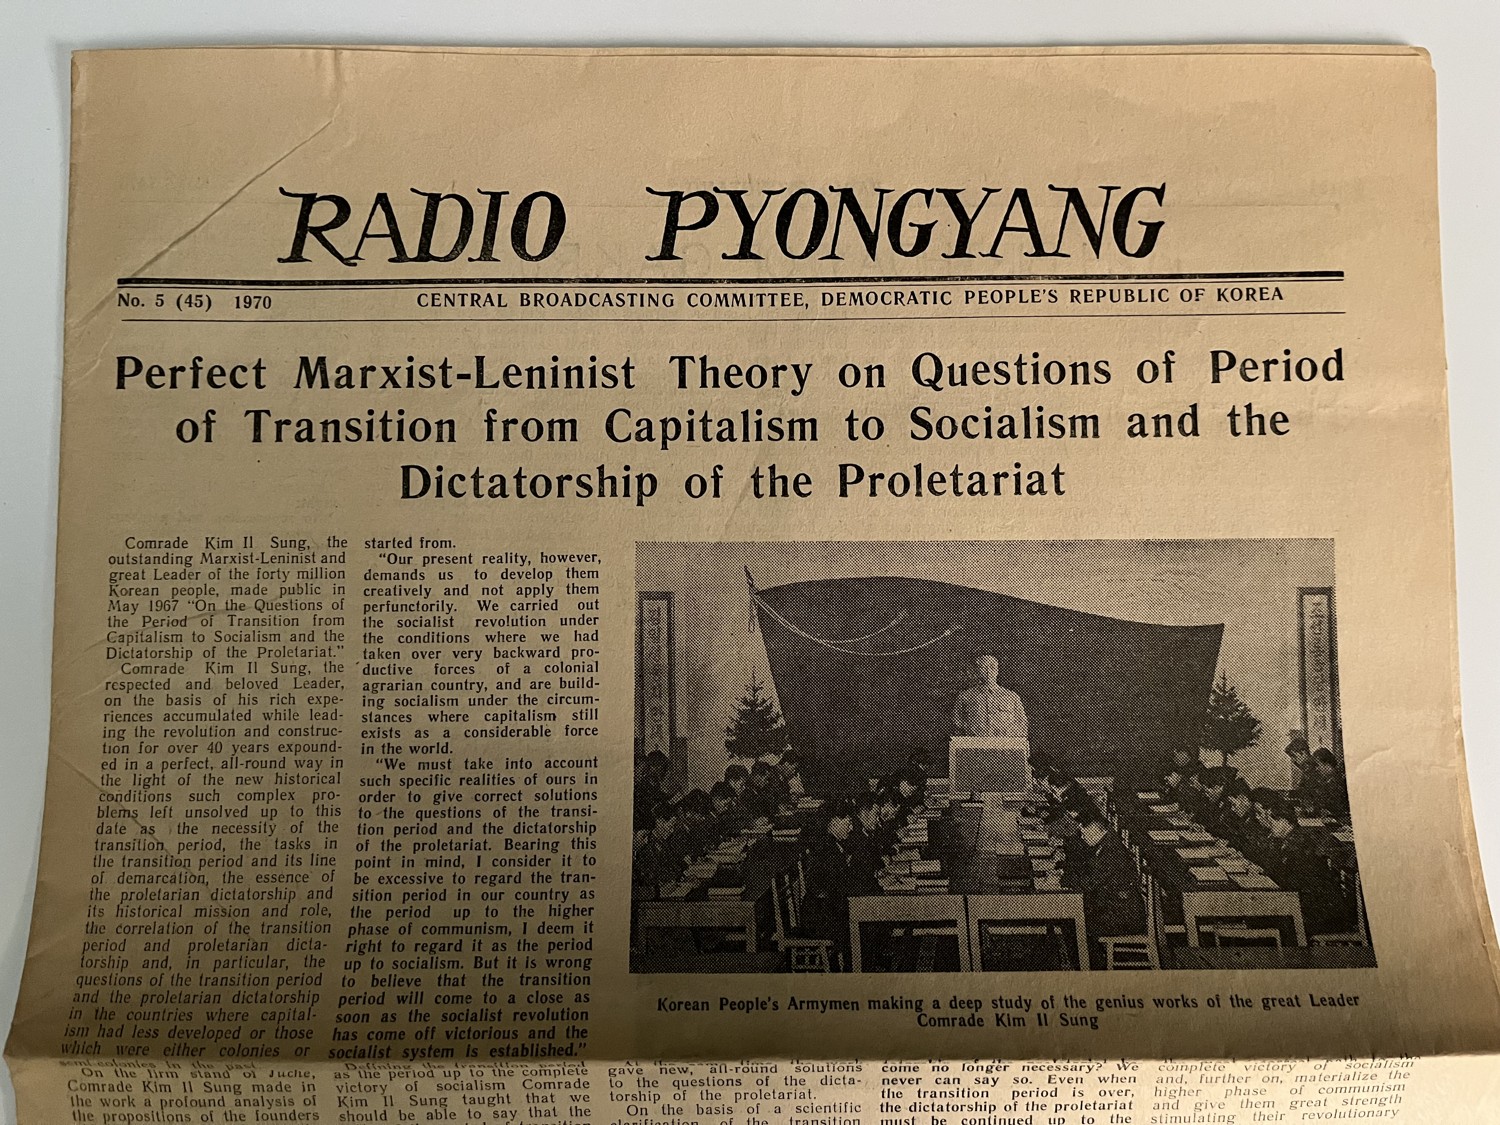 RADIO PYONGYANG
No. 5 (45) 1970
CENTRAL BROADCASTING COMMITTEE, DEMOCRATIC PEOPLE'S REPUBLIC OF KOREA
Perfect Marxist-Leninist Theory on Questions of Period
of Transition from Capitalism to Socialism and the
Dictatorship of the Proletariat
Comrade Kim Il Sung, the
outstanding Marxist-Leninist and
great Leader of the forty million
Korean people, made public in
May 1967 "On the Questions of
the Period of Transition from
Capitalism to Socialism and the
Dictatorship of the Proletariat."
Comrade Kim Il Sung, the
respected and beloved Leader,
on the basis of his rich expe-
riences accumulated while lead-
ing the revolution and construc-
tion for over 40 years expound-
ed in a perfect, all-round way in
the light of the new historical
conditions such complex pro-
blems left unsolved up to this
date as the necessity of the
transition period, the tasks in
the transition period and its line
of demarcation, the essence of
the proletarian dictatorship and
its historical mission and role,
the correlation of the transition
period and proletarian dicta-
torship and, in particular, the
questions of the transition period
and the proletarian dictatorship
in the countries where capital-
ism had less developed or those
which were either colonies or
semi-colonies in the past.
On the firm stand of Juche,
Comrade Kim Il Sung made in
the work a profound analysis of
the propositions of the founders
started from.
"Our present reality, however,
demands us to develop them
creatively and not apply them
perfunctorily. We carried out
the socialist revolution under
the conditions where we had
taken over very backward pro-
ductive forces of a colonial
agrarian country, and are build-
ing socialism under the circum-
stances where capitalism still
exists as a considerable force
in the world.
"We must take into account
such specific realities of ours in
order to give correct solutions
to the questions of the transi-
tion period and the dictatorship
of the proletariat. Bearing this
point in mind, I consider it to
be excessive to regard the tran-
sition period in our country as
the period up to the higher
phase of communism, I deem it
right to regard it as the period
up to socialism. But it is wrong
to believe that the transition
period will come to a close as
soon as the socialist revolution
has come off victorious and the
socialist system is established."
Defining the transition period
as the period up to the complete
victory of socialism Comrade
Kim Il Sung taught that we
should be able to say that the
Korean People's Armymen making a deep study of the genius works of the great Leader
Comrade Kim Il Sung
gave new, all-round solutions
to the questions of the dicta-
torship of the proletariat.
On the basis of a scientific
clarification of the transition
come no longer necessary? We
never can say so. Even when
the transition period is over,
the dictatorship of the proletariat
must be continued up to the
complete victory of socialism
and, further on, materialize the
higher phase of communism
and give them great strength
stimulating their revolutionary